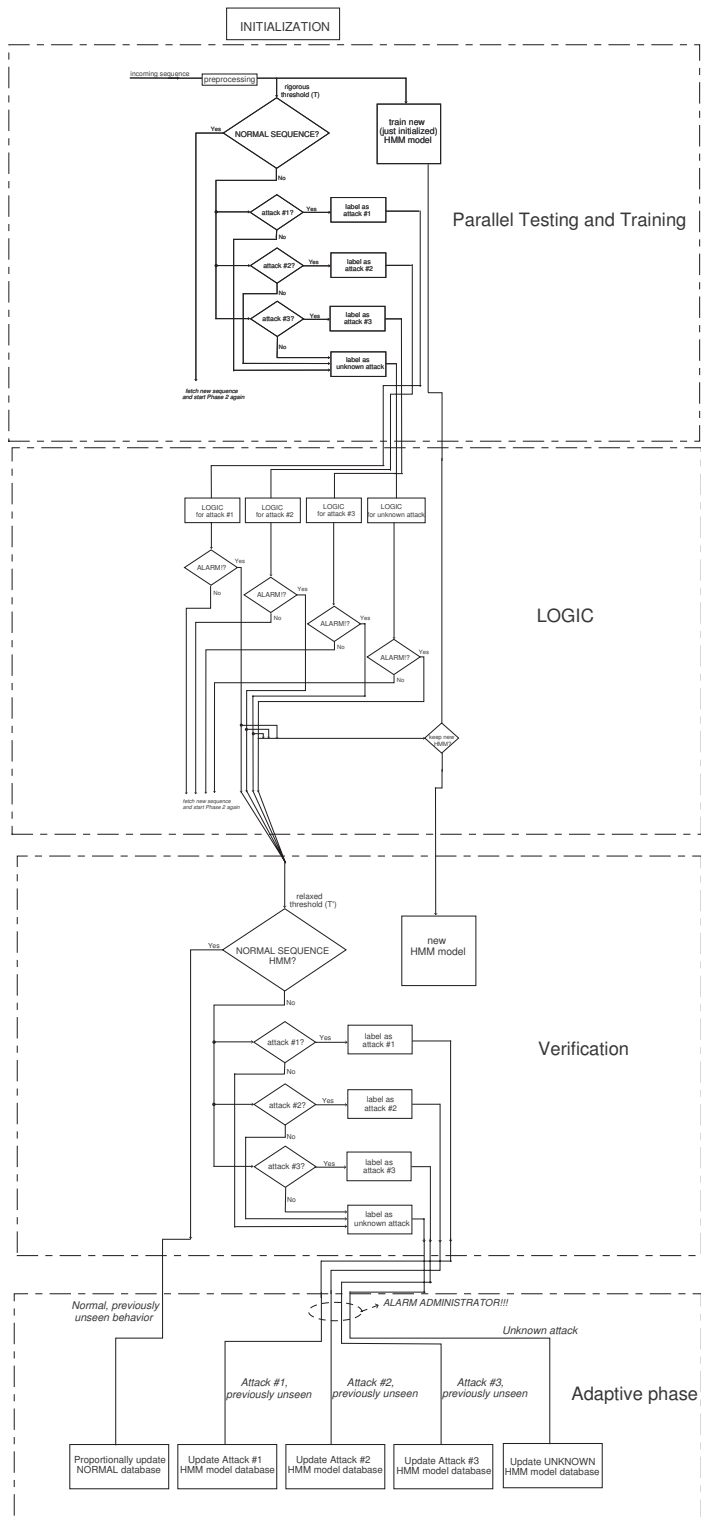 INITIALIZATION
incoming sequence
preprocessing
rigorous
threshold (T)
NORMAL SEQUENCE?
Yes
No
train new
(just initialized)
HMM model
attack #1?
Yes
label as
attack #1
No
Parallel Testing and Training
attack #2?
Yes
label as
attack #2
No
attack #3?
Yes
label as
attack #3
No
label as
unknown attack
fetch new sequence
and start Phase 2 again
LOGIC
for attack #1
LOGIC
for attack #2
LOGIC
for attack #3
LOGIC
for unknown attack
ALARM!?
Yes
No
ALARM!?
Yes
No
ALARM!?
Yes
No
ALARM!?
Yes
No
LOGIC
keep new
HMM?
fetch new sequence
and start Phase 2 again
relaxed
threshold (T')
NORMAL SEQUENCE
HMM?
Yes
No
new
HMM model
attack #1?
Yes
label as
attack #1
No
Verification
attack #2?
Yes
label as
attack #2
No
attack #3?
Yes
label as
attack #3
No
label as
unknown attack
Normal, previously
unseen behavior
ALARM ADMINISTRATOR!!!
Unknown attack
Attack #1,
previously unseen
Attack #2,
previously unseen
Attack #3,
previously unseen
Adaptive phase
Proportionally update
NORMAL database
Update Attack #1
HMM model database
Update Attack #2
HMM model database
Update Attack #3
HMM model database
Update UNKNOWN
HMM model database